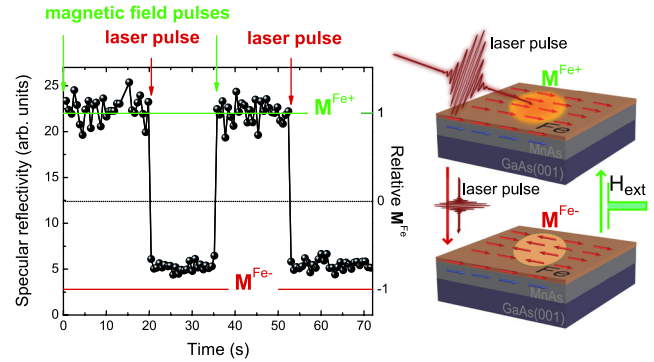 magnetic field pulses
laser pulse
laser pulse
Specular reflectivity (arb. units)
25
20
15
10
5
0
0
10
20
30
40
50
60
70
Time (s)
M^Fe+
M^Fe-
1
0
-1
Relative M^Fe
laser pulse
M^Fe+
Fe
MnAs
GaAs(001)
laser pulse
H_ext
M^Fe-
Fe
MnAs
GaAs(001)